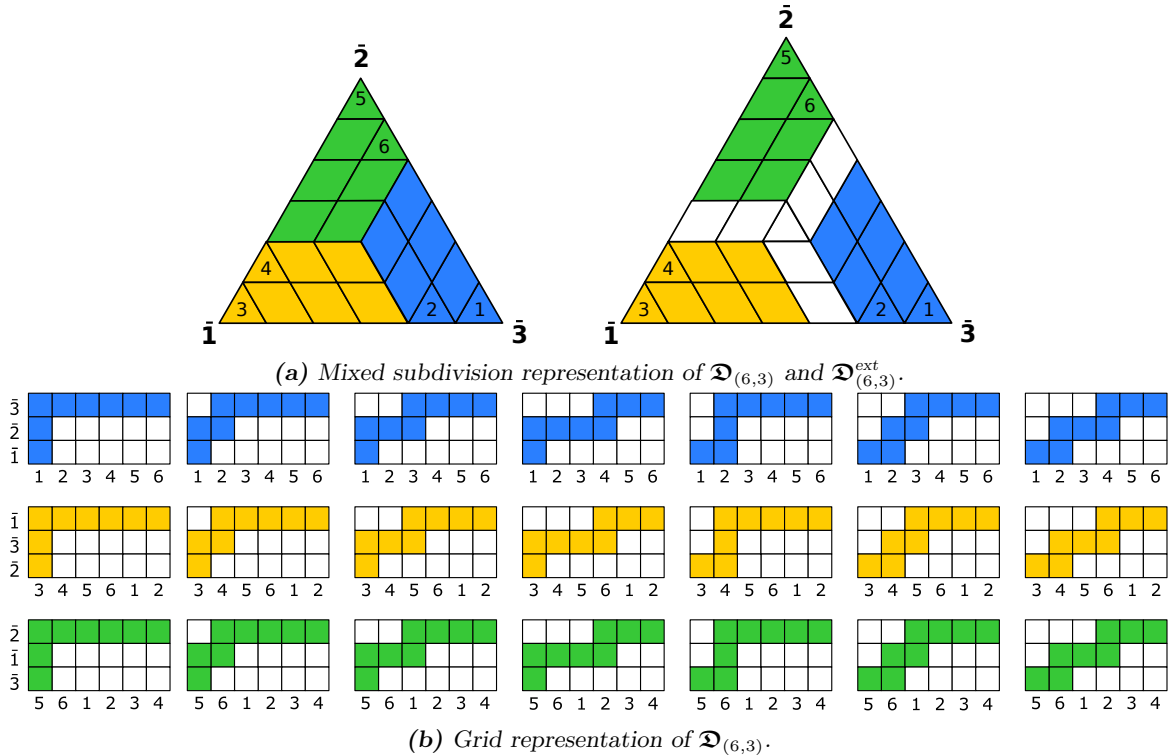 2̄ 2̄
5 5
6 6
4 4
3 2 1 3 2 1
1̄ 3̄ 1̄ 3̄
(a) Mixed subdivision representation of 𝕯(6,3) and 𝕯ext(6,3).
3̄
2̄
1̄
1 2 3 4 5 6 1 2 3 4 5 6 1 2 3 4 5 6 1 2 3 4 5 6 1 2 3 4 5 6 1 2 3 4 5 6 1 2 3 4 5 6
1̄
3̄
2̄
3 4 5 6 1 2 3 4 5 6 1 2 3 4 5 6 1 2 3 4 5 6 1 2 3 4 5 6 1 2 3 4 5 6 1 2 3 4 5 6 1 2
2̄
1̄
3̄
5 6 1 2 3 4 5 6 1 2 3 4 5 6 1 2 3 4 5 6 1 2 3 4 5 6 1 2 3 4 5 6 1 2 3 4 5 6 1 2 3 4
(b) Grid representation of 𝕯(6,3).